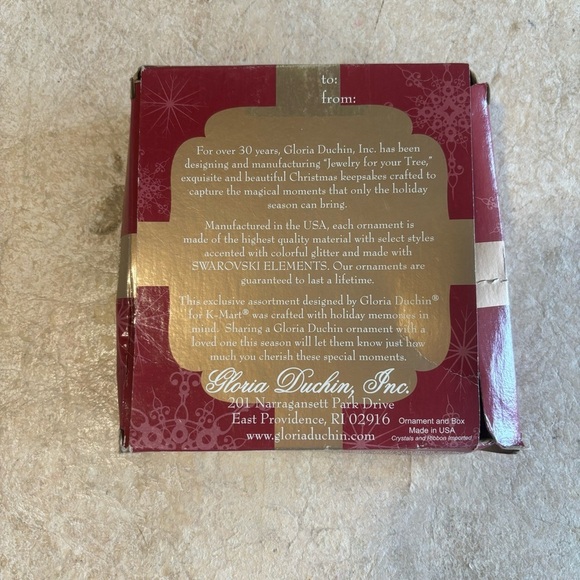 to:
from:
For over 30 years, Gloria Duchin, Inc. has been
designing and manufacturing "Jewelry for your Tree,"
exquisite and beautiful Christmas keepsakes crafted to
capture the magical moments that only the holiday
season can bring.
Manufactured in the USA, each ornament is
made of the highest quality material with select styles
accented with colorful glitter and made with
SWAROVSKI ELEMENTS. Our ornaments are
guaranteed to last a lifetime.
This exclusive assortment designed by Gloria Duchin®
for K-Mart® was crafted with holiday memories in
mind. Sharing a Gloria Duchin ornament with a
loved one this season will let them know just how
much you cherish these special moments.
Gloria Duchin, Inc.
201 Narragansett Park Drive
East Providence, RI 02916
www.gloriaduchin.com
Ornament and Box
Made in USA
Crystals and Ribbon Imported